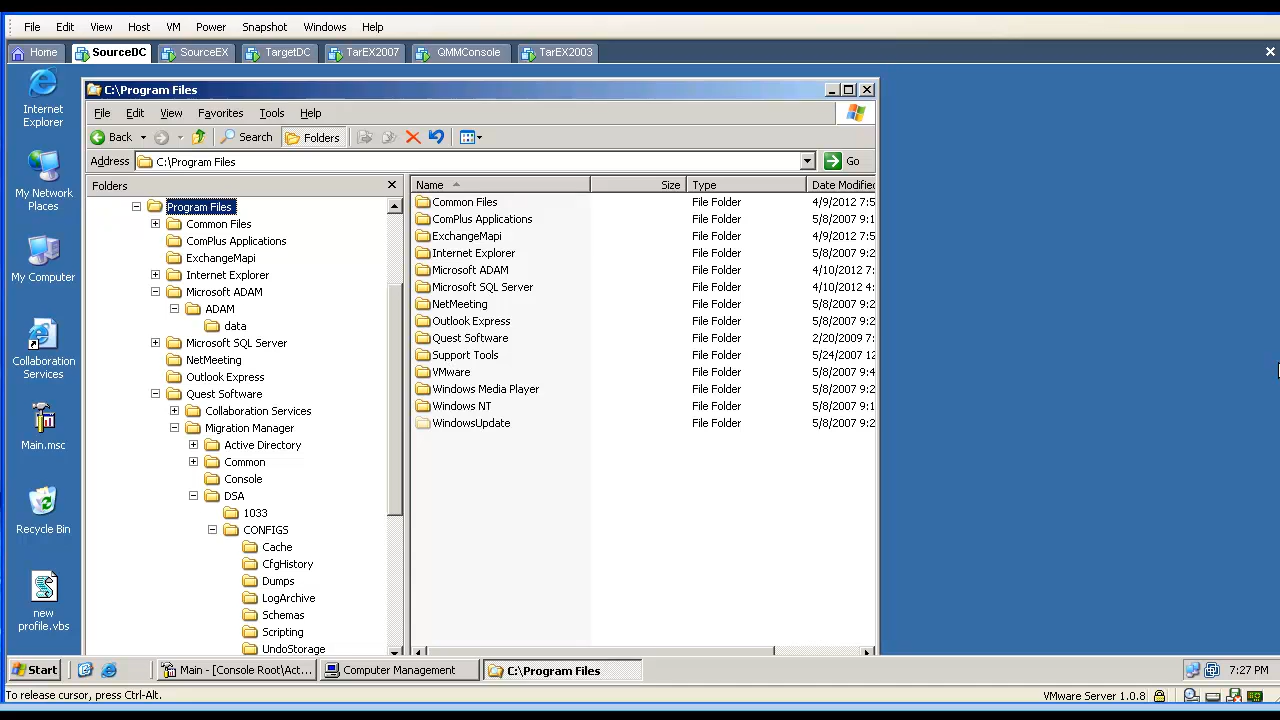 File Edit View Host VM Power Snapshot Windows Help
Home SourceDC SourceEX TargetDC TarEX2007 QMMConsole TarEX2003
Internet
Explorer
My Network
Places
My Computer
Collaboration
Services
Main.msc
Recycle Bin
new
profile.vbs
C:\Program Files
File Edit View Favorites Tools Help
Back Search Folders
Address C:\Program Files Go
Folders
Program Files
Common Files
ComPlus Applications
ExchangeMapi
Internet Explorer
Microsoft ADAM
ADAM
data
Microsoft SQL Server
NetMeeting
Outlook Express
Quest Software
Collaboration Services
Migration Manager
Active Directory
Common
Console
DSA
1033
CONFIGS
Cache
CfgHistory
Dumps
LogArchive
Schemas
Scripting
UndoStorage
Name Size Type Date Modified
Common Files File Folder 4/9/2012 7:5
ComPlus Applications File Folder 5/8/2007 9:1
ExchangeMapi File Folder 4/9/2012 7:5
Internet Explorer File Folder 5/8/2007 9:2
Microsoft ADAM File Folder 4/10/2012 7:
Microsoft SQL Server File Folder 4/10/2012 4:
NetMeeting File Folder 5/8/2007 9:2
Outlook Express File Folder 5/8/2007 9:2
Quest Software File Folder 2/20/2009 7:
Support Tools File Folder 5/24/2007 12
VMware File Folder 5/8/2007 9:4
Windows Media Player File Folder 5/8/2007 9:2
Windows NT File Folder 5/8/2007 9:1
WindowsUpdate File Folder 5/8/2007 9:2
Start Main - [Console Root\Act... Computer Management C:\Program Files 7:27 PM
To release cursor, press Ctrl-Alt. VMware Server 1.0.8